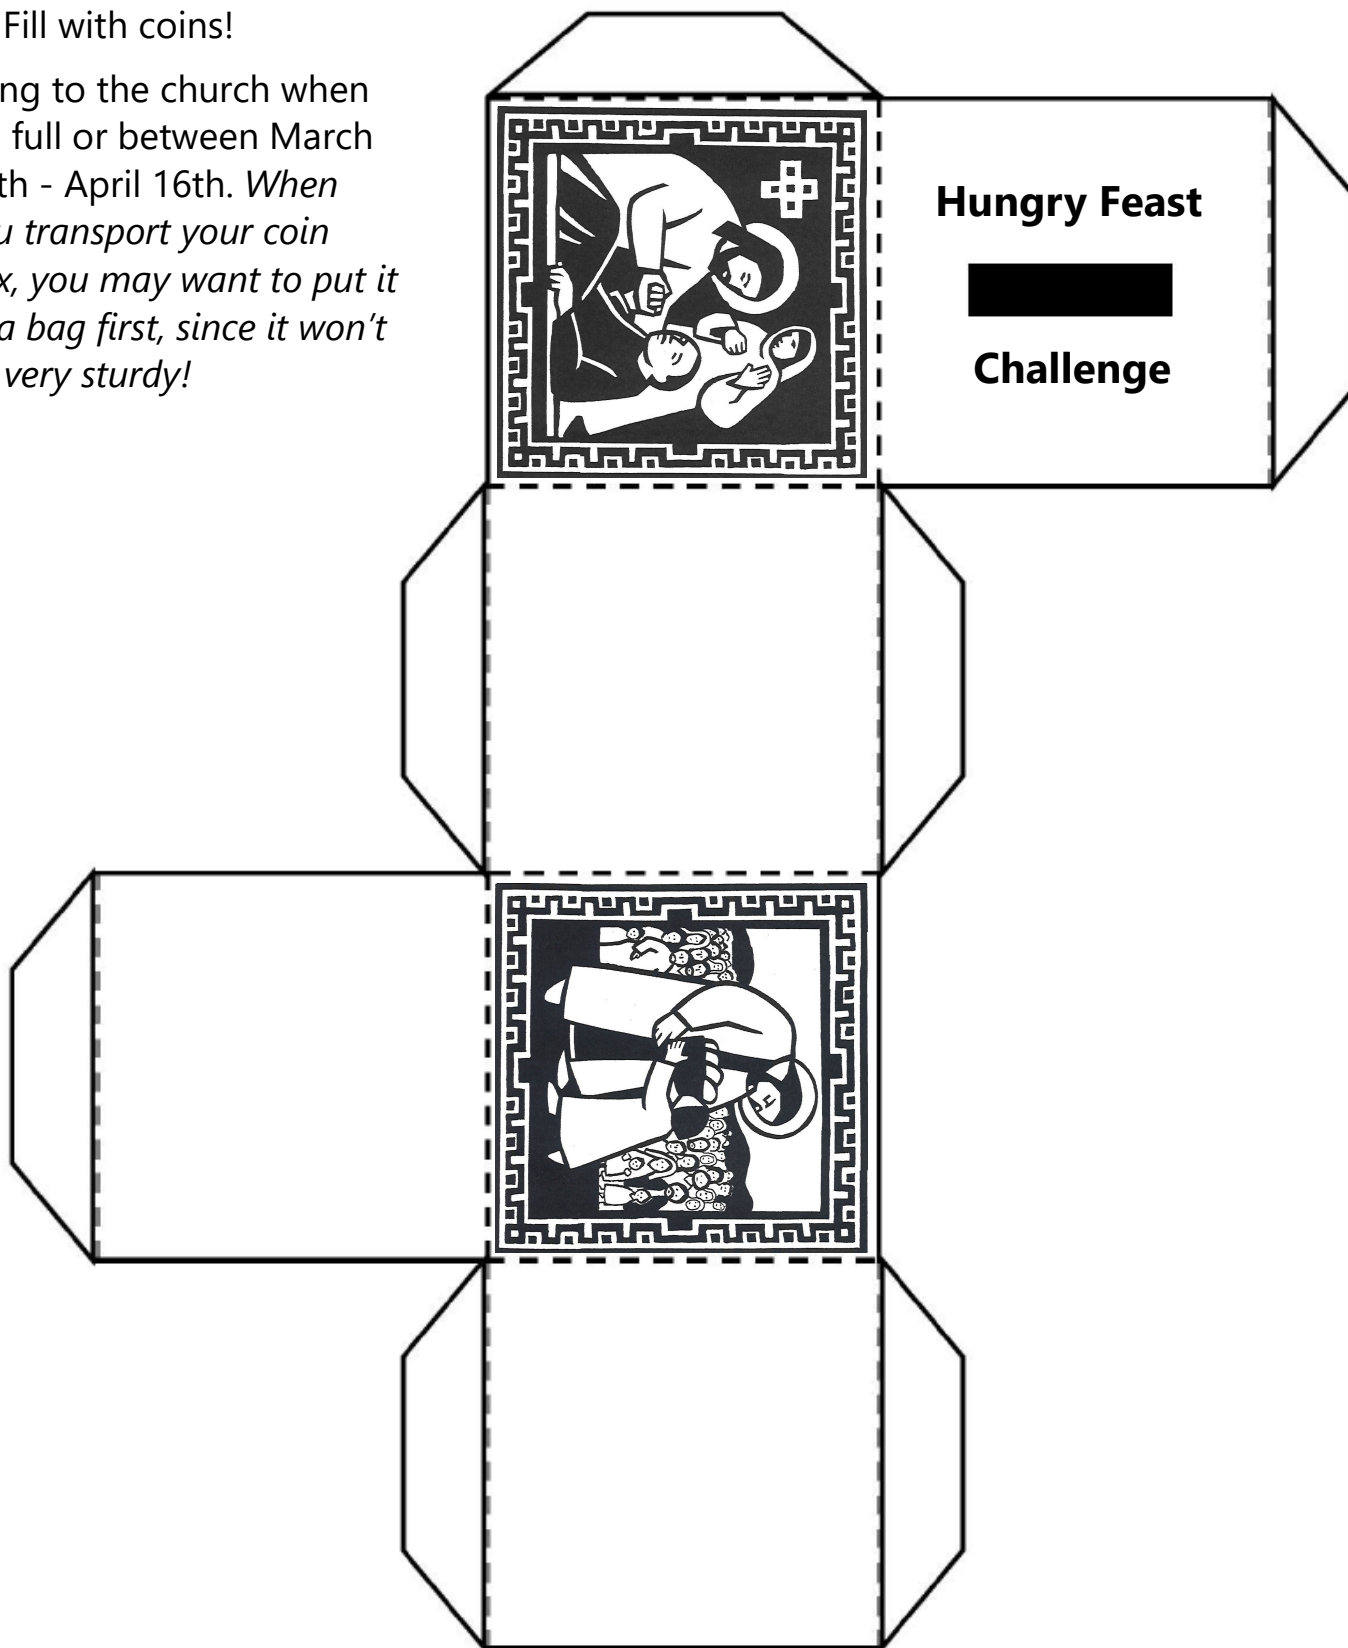 Fill with coins!
ng to the church when
full or between March
th - April 16th. When
u transport your coin
x, you may want to put it
a bag first, since it won't
very sturdy!
Hungry Feast
Challenge